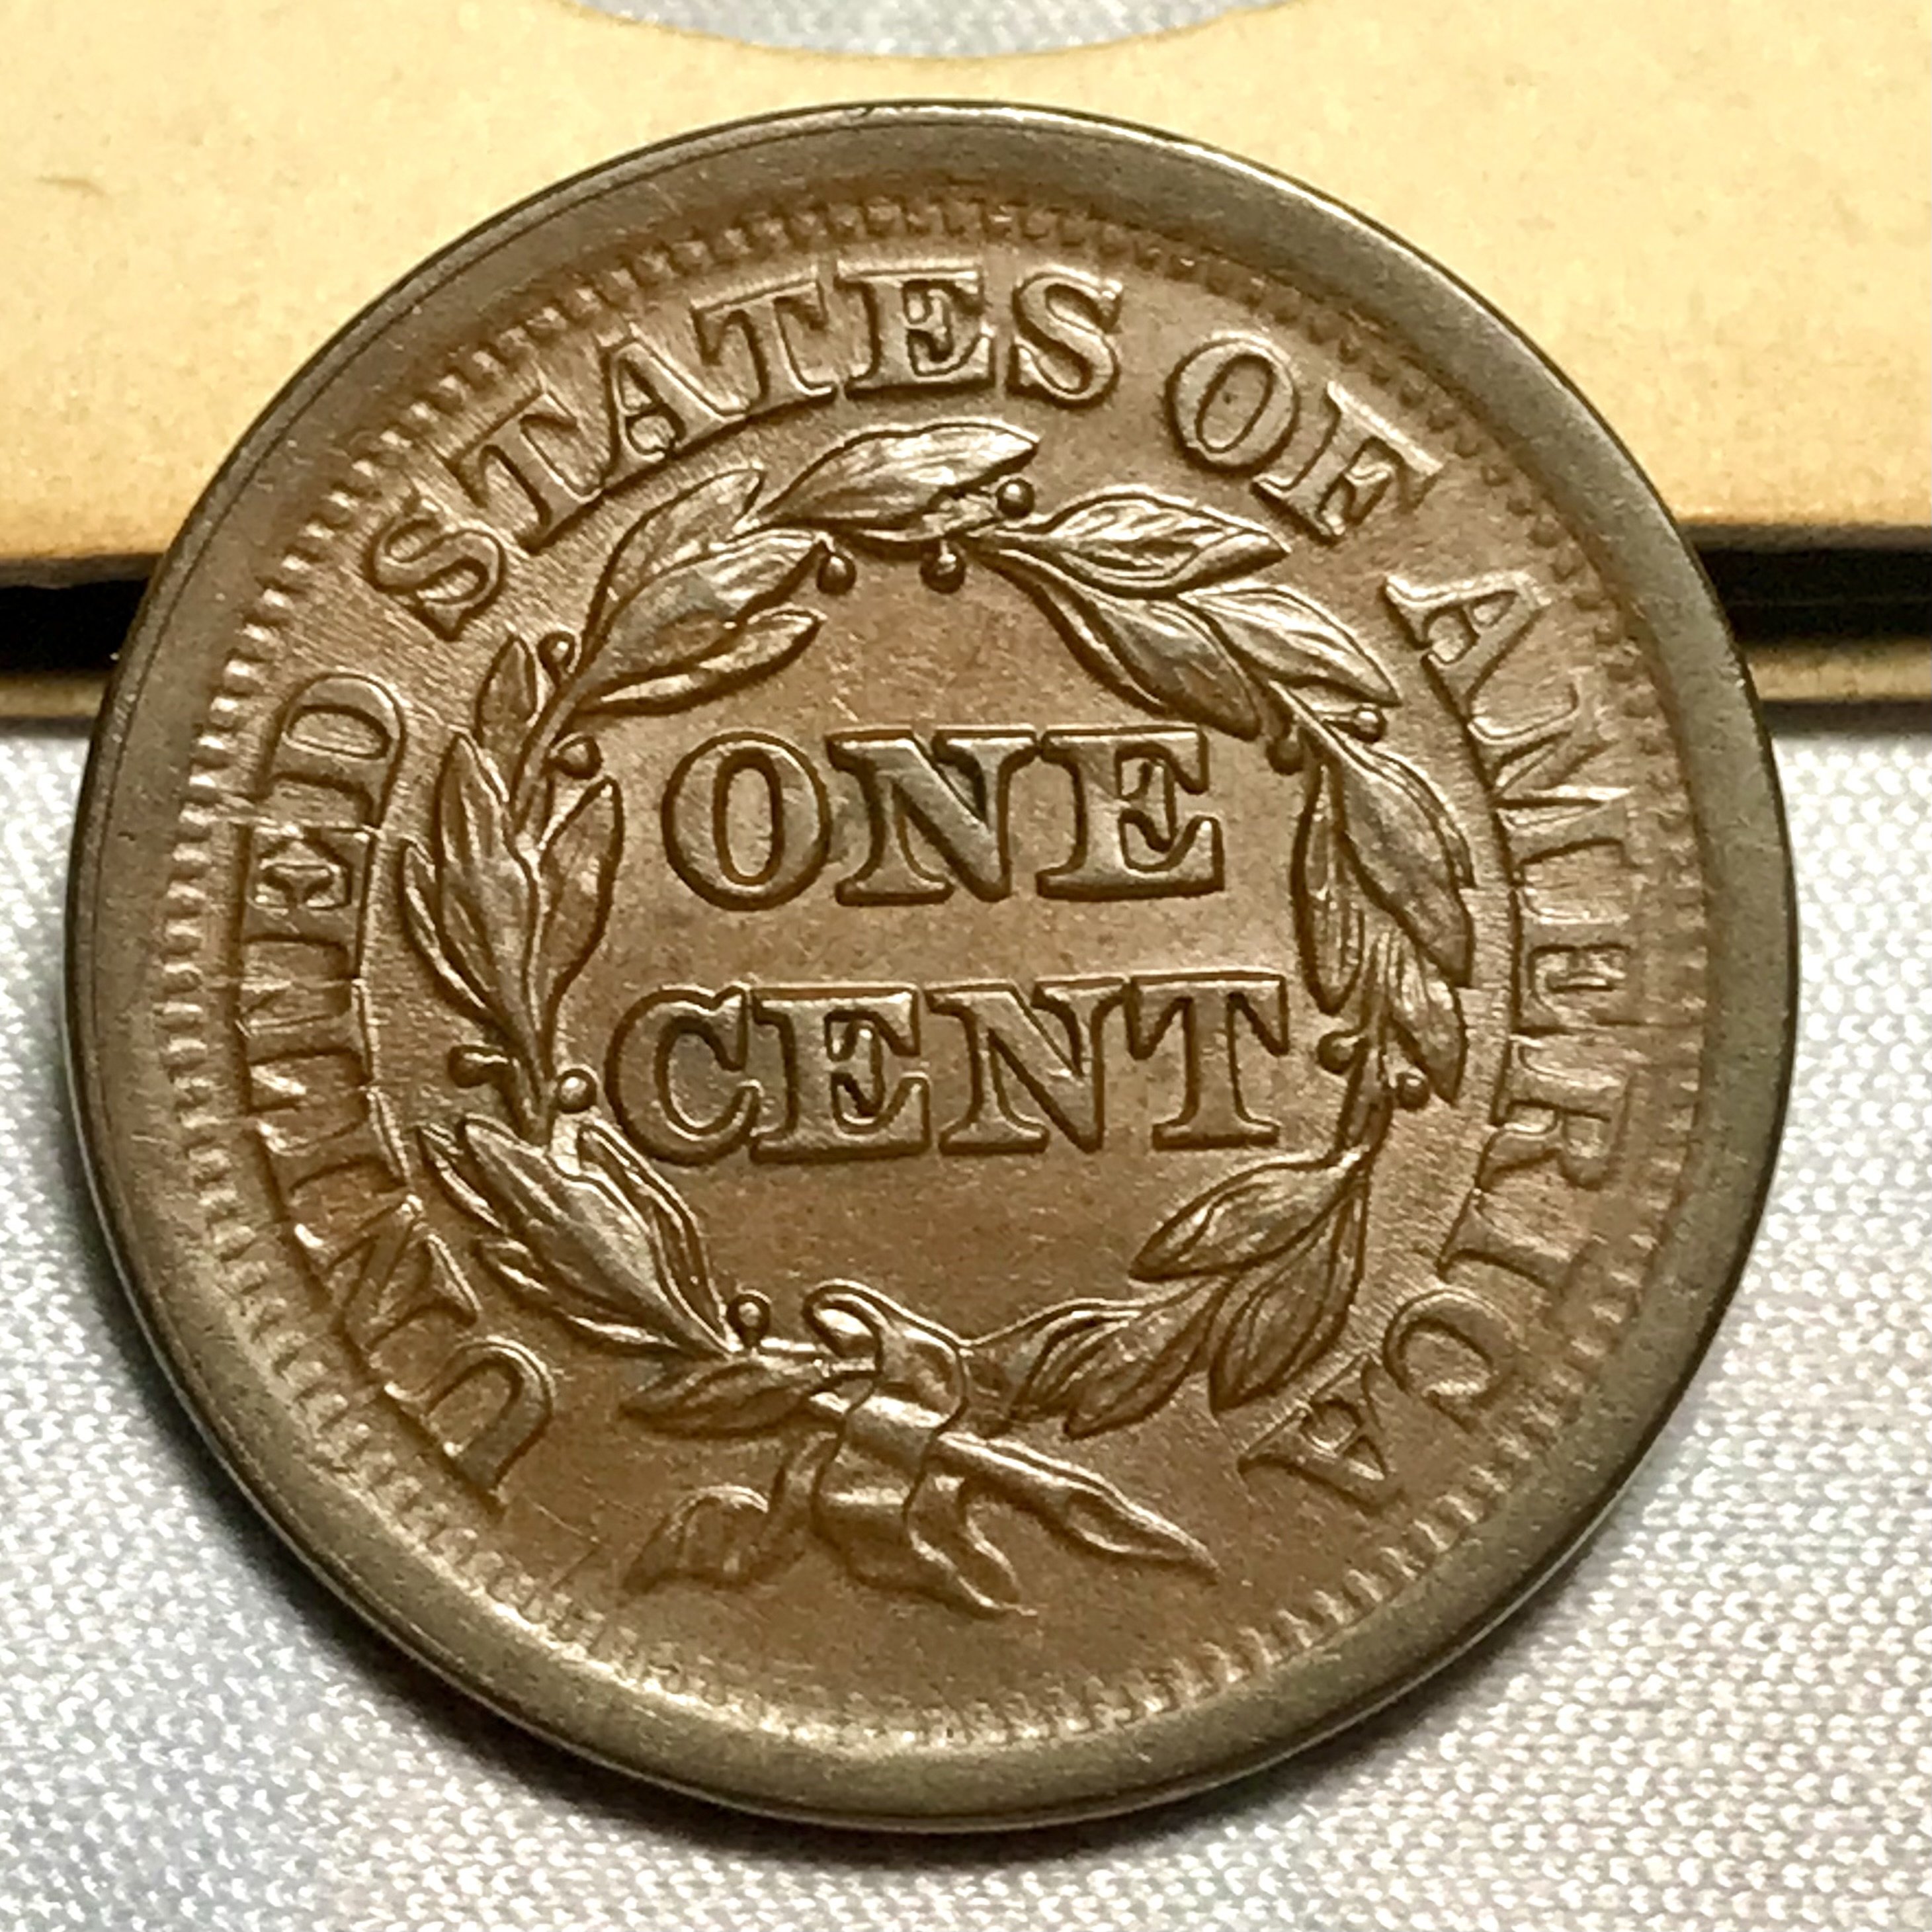 UNITED STATES OF AMERICA
ONE
CENT